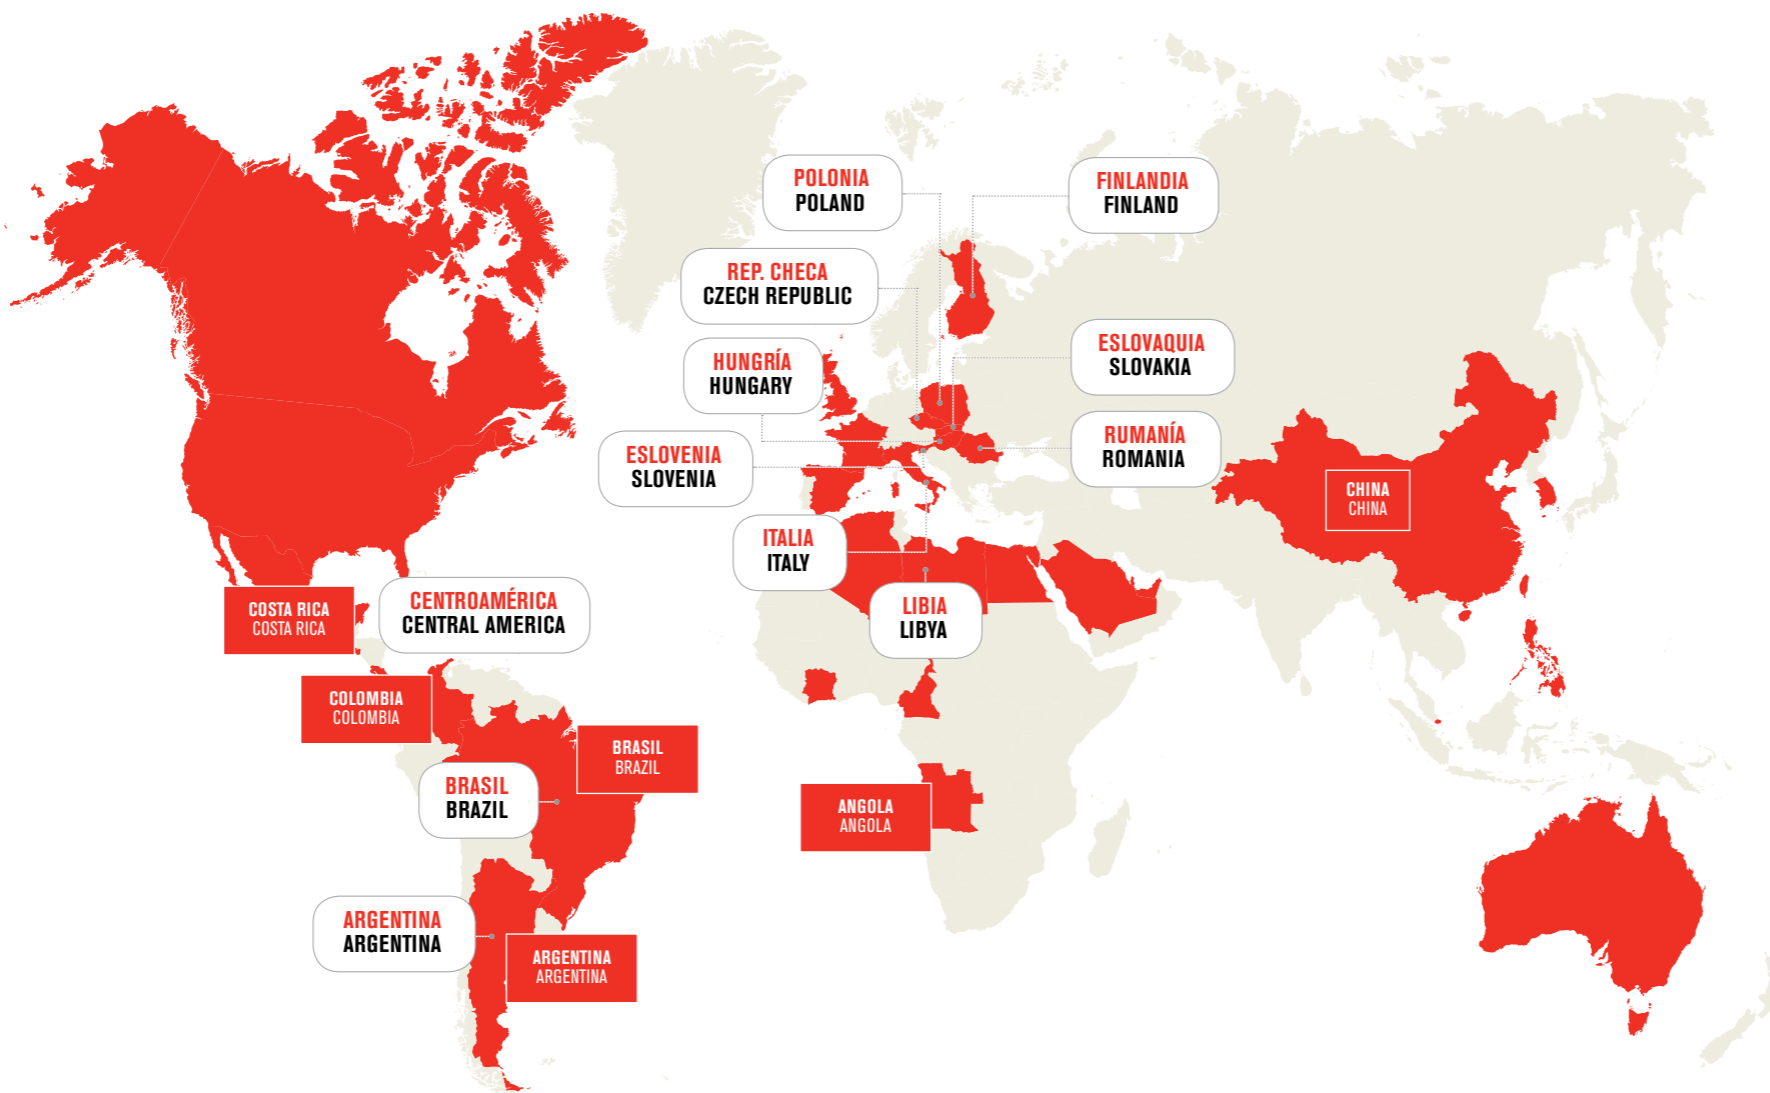 POLONIA
POLAND
FINLANDIA
FINLAND
REP. CHECA
CZECH REPUBLIC
HUNGRÍA
HUNGARY
ESLOVAQUIA
SLOVAKIA
ESLOVENIA
SLOVENIA
RUMANÍA
ROMANIA
CHINA
CHINA
ITALIA
ITALY
COSTA RICA
COSTA RICA
CENTROAMÉRICA
CENTRAL AMERICA
LIBIA
LIBYA
COLOMBIA
COLOMBIA
BRASIL
BRAZIL
BRASIL
BRAZIL
ANGOLA
ANGOLA
ARGENTINA
ARGENTINA
ARGENTINA
ARGENTINA